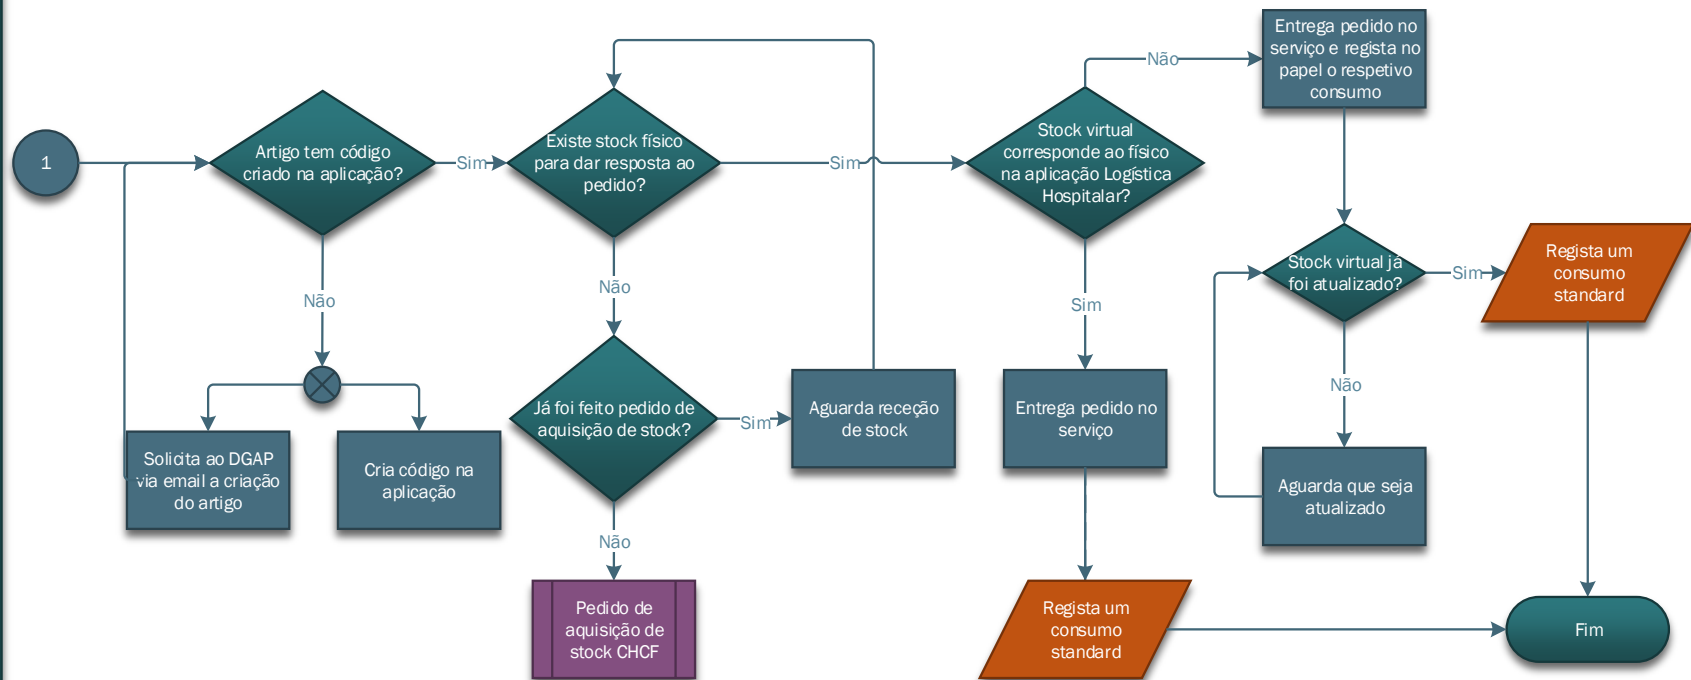 1
Artigo tem código
criado na aplicação?
Sim
Não
Solicita ao DGAP
via email a criação
do artigo
Cria código na
aplicação
Existe stock físico
para dar resposta ao
pedido?
Sim
Não
Já foi feito pedido de
aquisição de stock?
Sim
Aguarda receção
de stock
Não
Pedido de
aquisição de
stock CHCF
Stock virtual
corresponde ao físico
na aplicação Logística
Hospitalar?
Não
Sim
Entrega pedido no
serviço
Regista um
consumo
standard
Entrega pedido no
serviço e regista no
papel o respetivo
consumo
Stock virtual já
foi atualizado?
Sim
Não
Aguarda que seja
atualizado
Regista um
consumo
standard
Fim